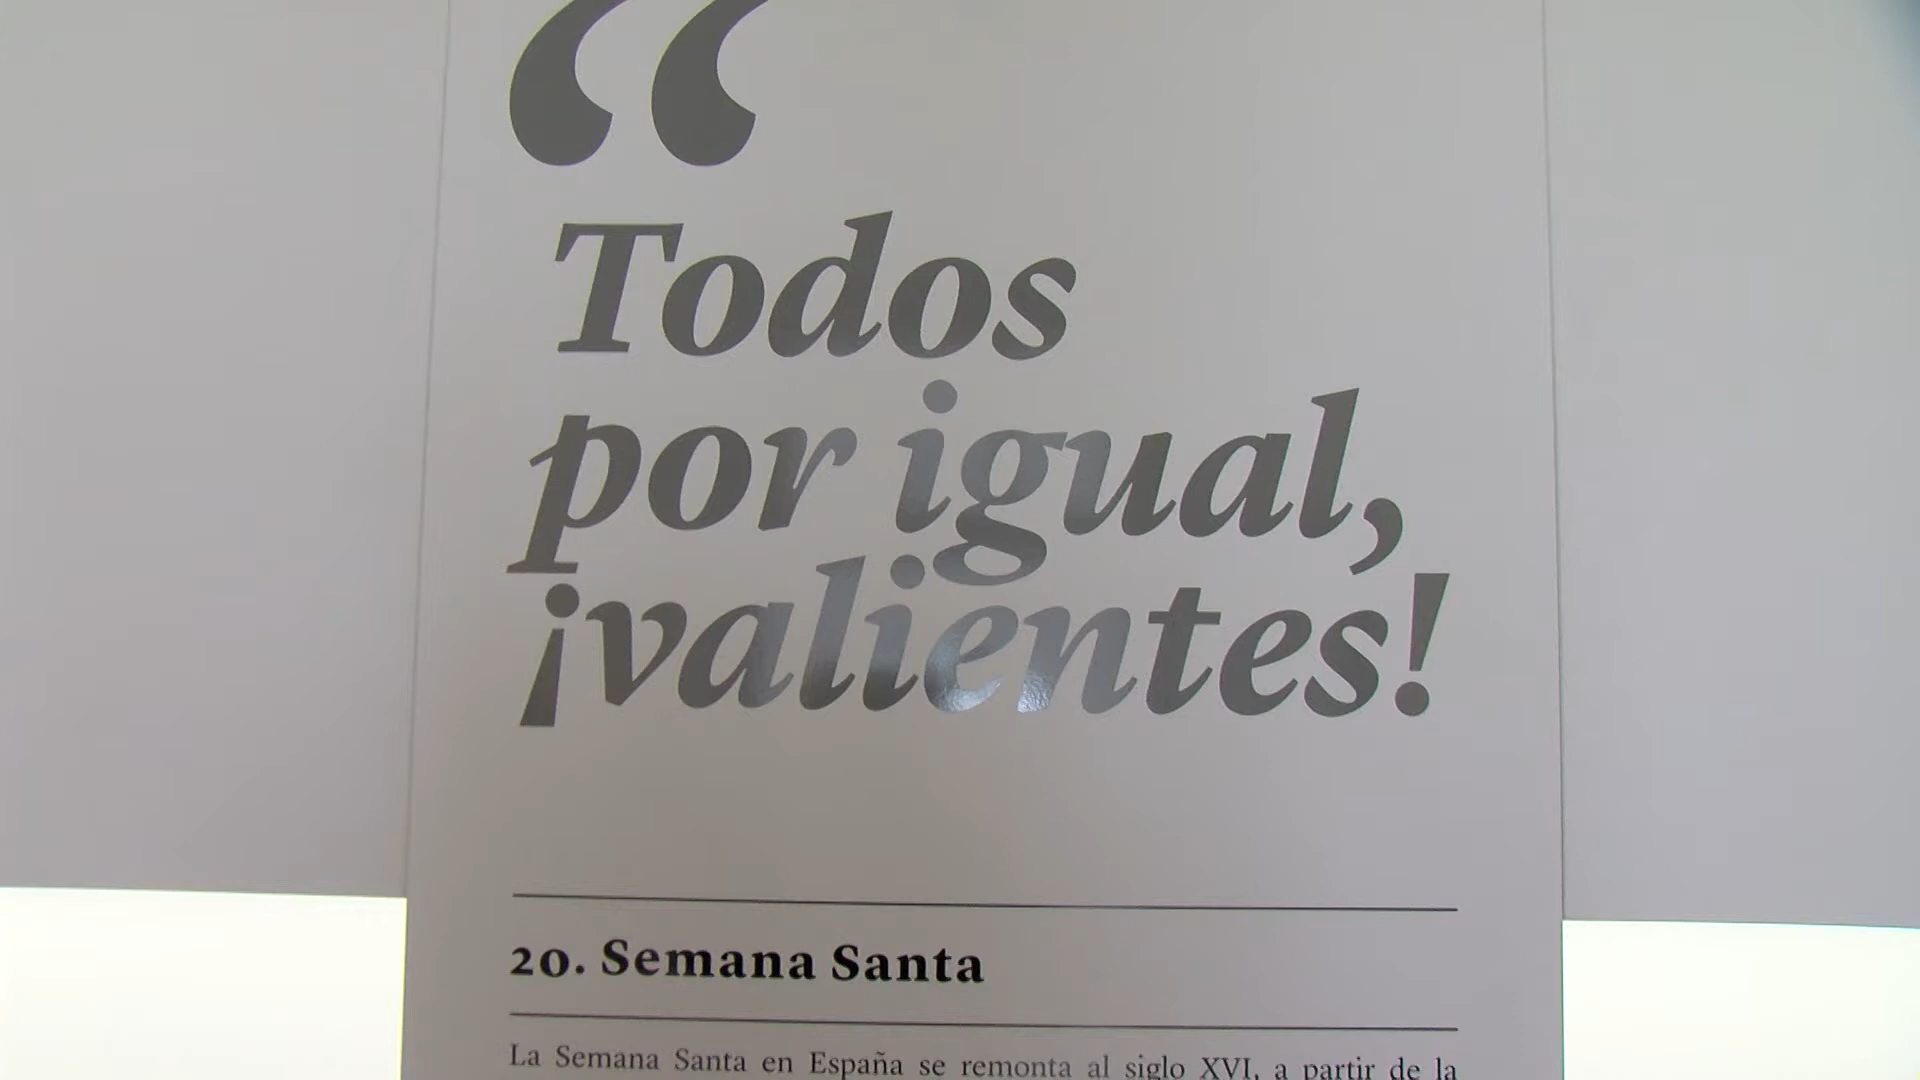 “
Todos
por igual,
¡valientes!
20. Semana Santa
La Semana Santa en España se remonta al siglo XVI, a partir de la